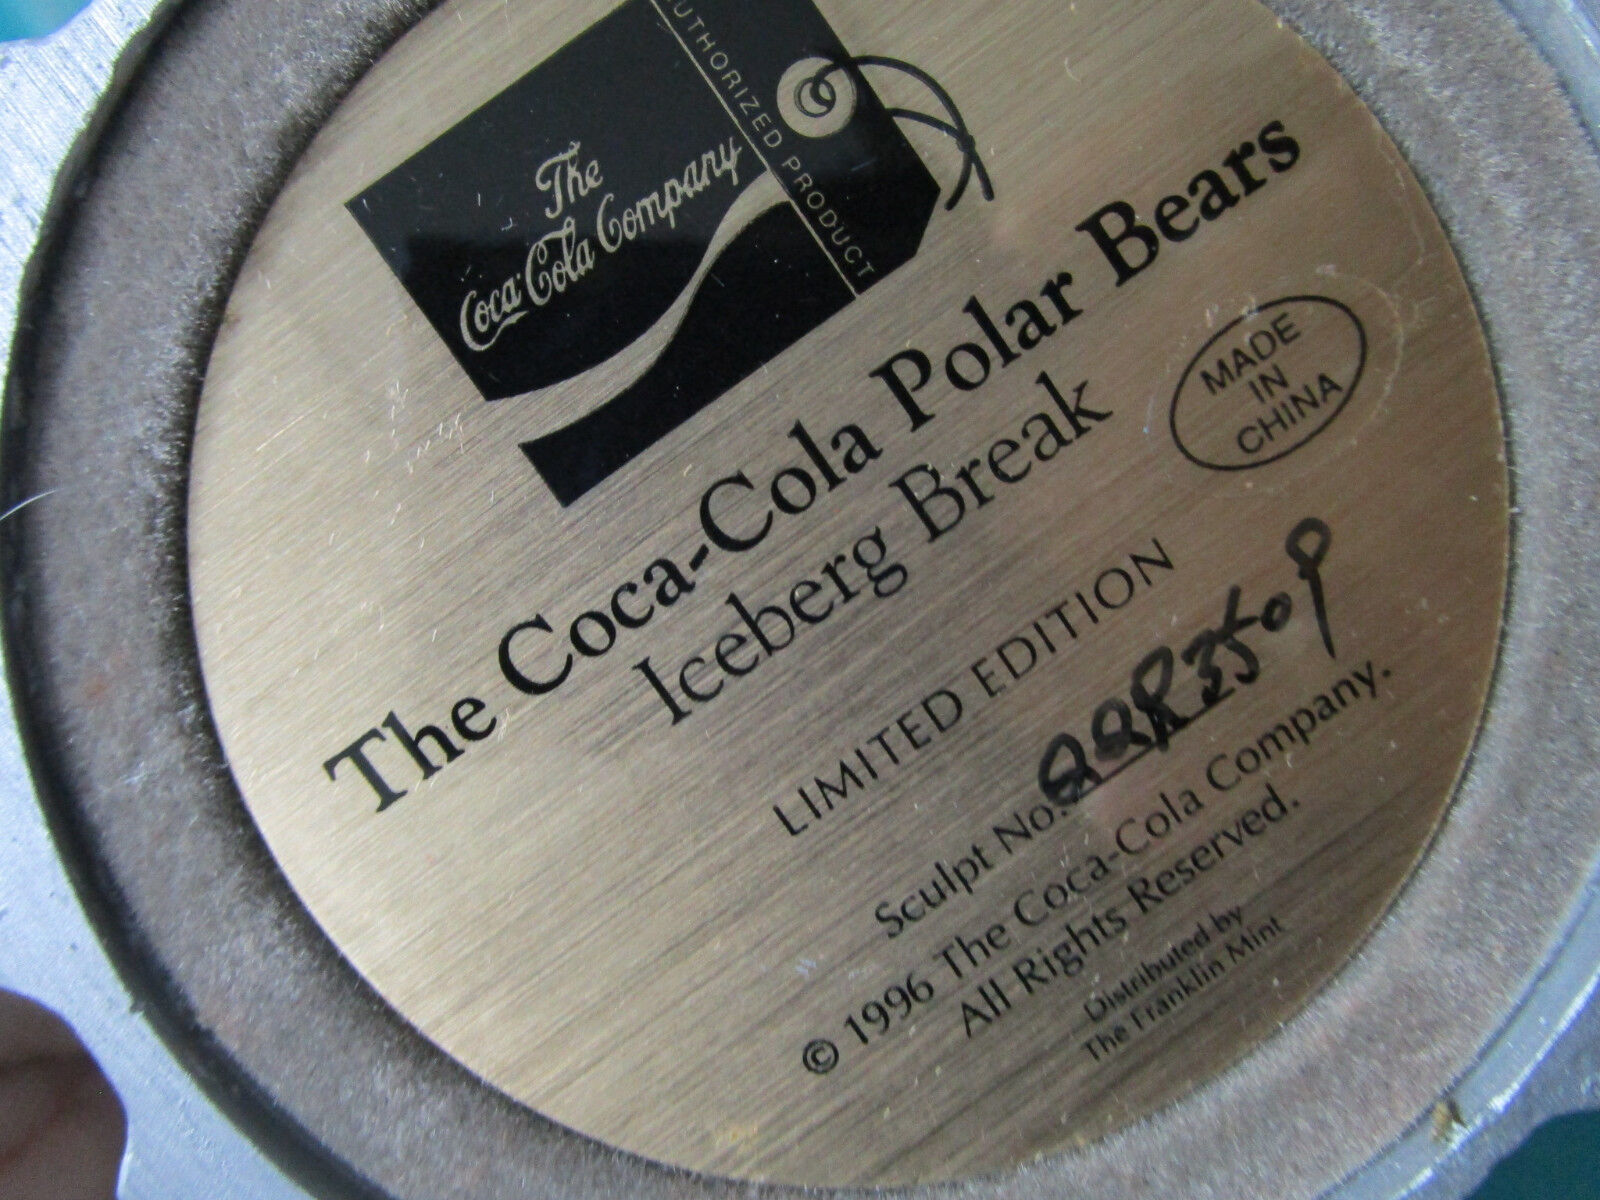 The
Coca-Cola Company
AUTHORIZED PRODUCT
The Coca-Cola Polar Bears
Iceberg Break
MADE
IN
CHINA
LIMITED EDITION
Sculpt No.
© 1996 The Coca-Cola Company.
All Rights Reserved.
Distributed by
The Franklin Mint